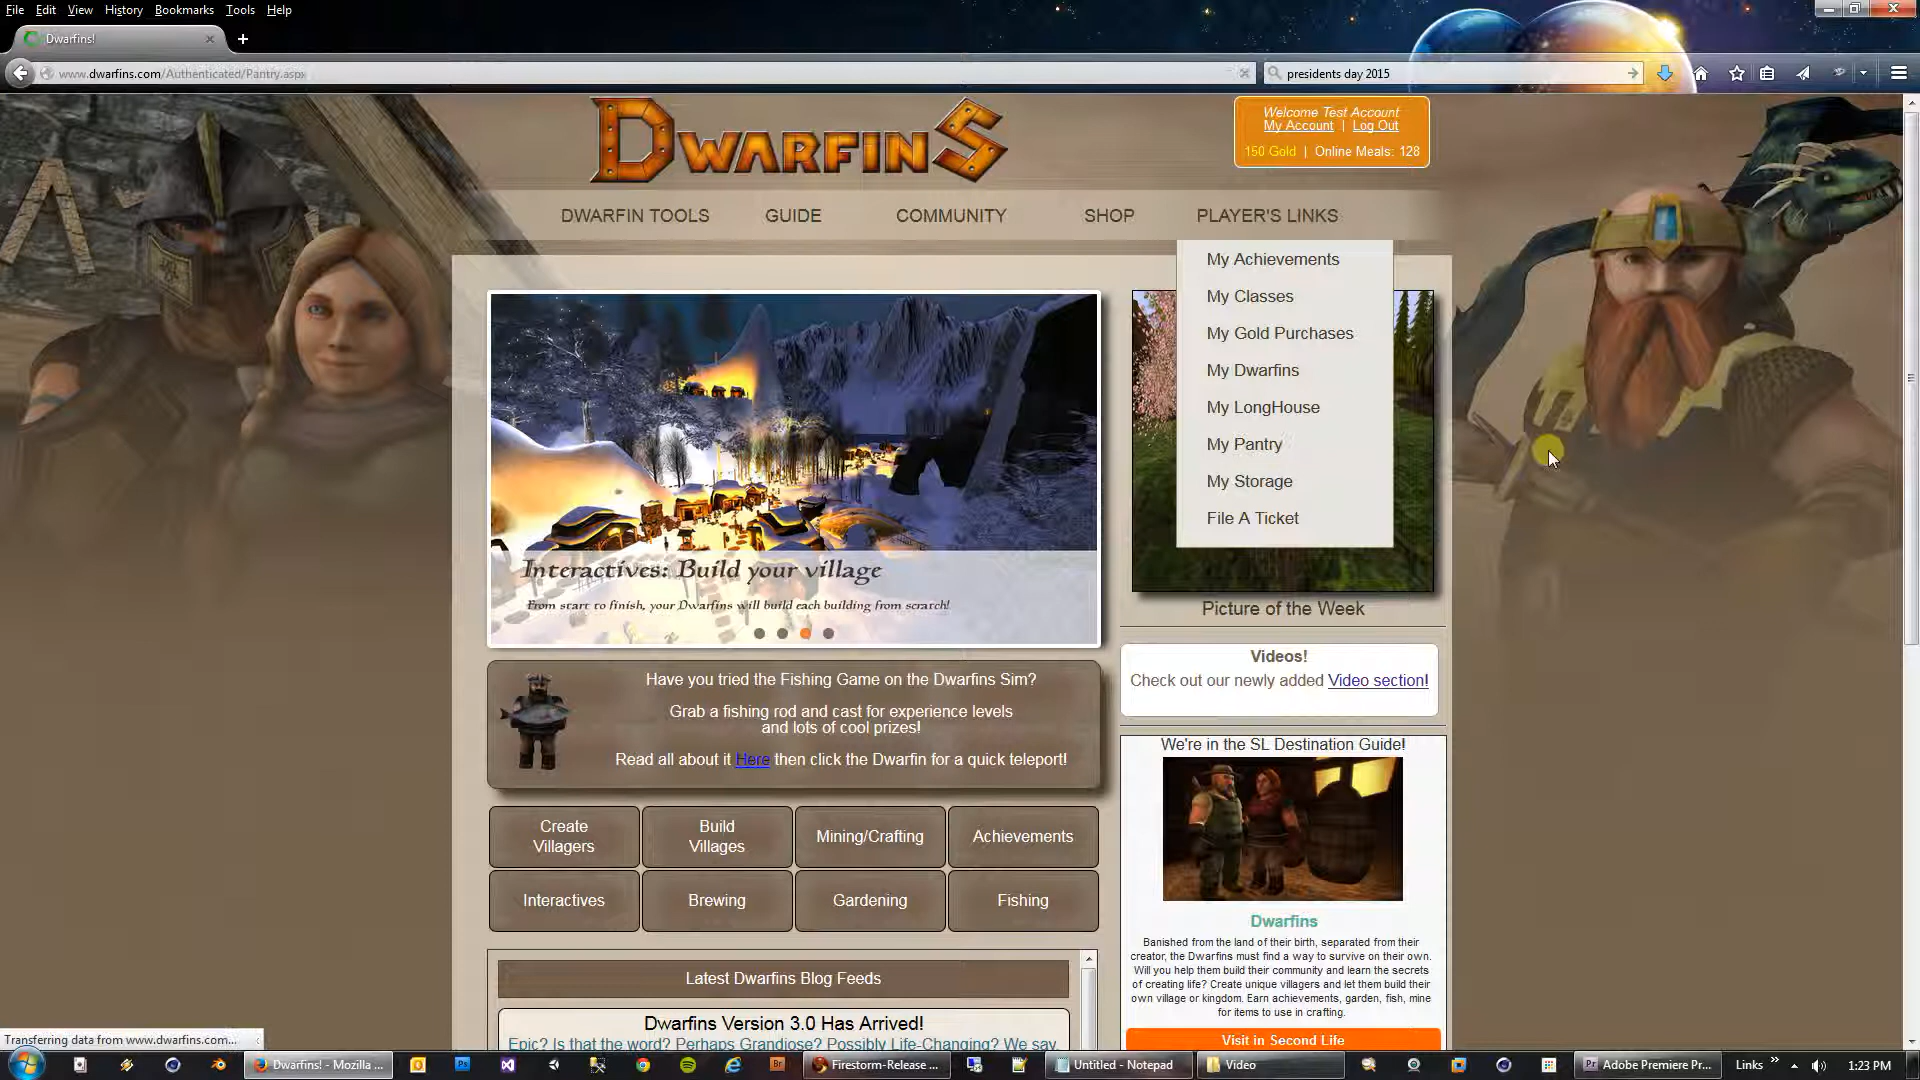 File Edit View History Bookmarks Tools Help
Dwarfins!
www.dwarfins.com/Authenticated/Pantry.aspx
presidents day 2015
DWARFINS
Welcome Test Account
My Account | Log Out
150 Gold | Online Meals: 128
DWARFIN TOOLS GUIDE COMMUNITY SHOP PLAYER'S LINKS
My Achievements
My Classes
My Gold Purchases
My Dwarfins
My LongHouse
My Pantry
My Storage
File A Ticket
Interactives: Build your village
From start to finish, your Dwarfins will build each building from scratch!
Picture of the Week
Videos!
Check out our newly added Video section!
Have you tried the Fishing Game on the Dwarfins Sim?
Grab a fishing rod and cast for experience levels
and lots of cool prizes!
Read all about it Here then click the Dwarfin for a quick teleport!
We're in the SL Destination Guide!
Create
Villagers
Build
Villages
Mining/Crafting
Achievements
Interactives
Brewing
Gardening
Fishing
Dwarfins
Banished from the land of their birth, separated from their
creator, the Dwarfins must find a way to survive on their own.
Will you help them build their community and learn the secrets
of creating life? Create unique villagers and let them build their
own village or kingdom. Earn achievements, garden, fish, mine
for items to use in crafting.
Visit in Second Life
Latest Dwarfins Blog Feeds
Dwarfins Version 3.0 Has Arrived!
Epic? Is that the word? Perhaps Grandiose? Possibly Life-Changing? We say,
Transferring data from www.dwarfins.com...
Dwarfins! - Mozilla ...
Firestorm-Release ...
Untitled - Notepad
Video
Adobe Premiere Pr...
Links
1:23 PM